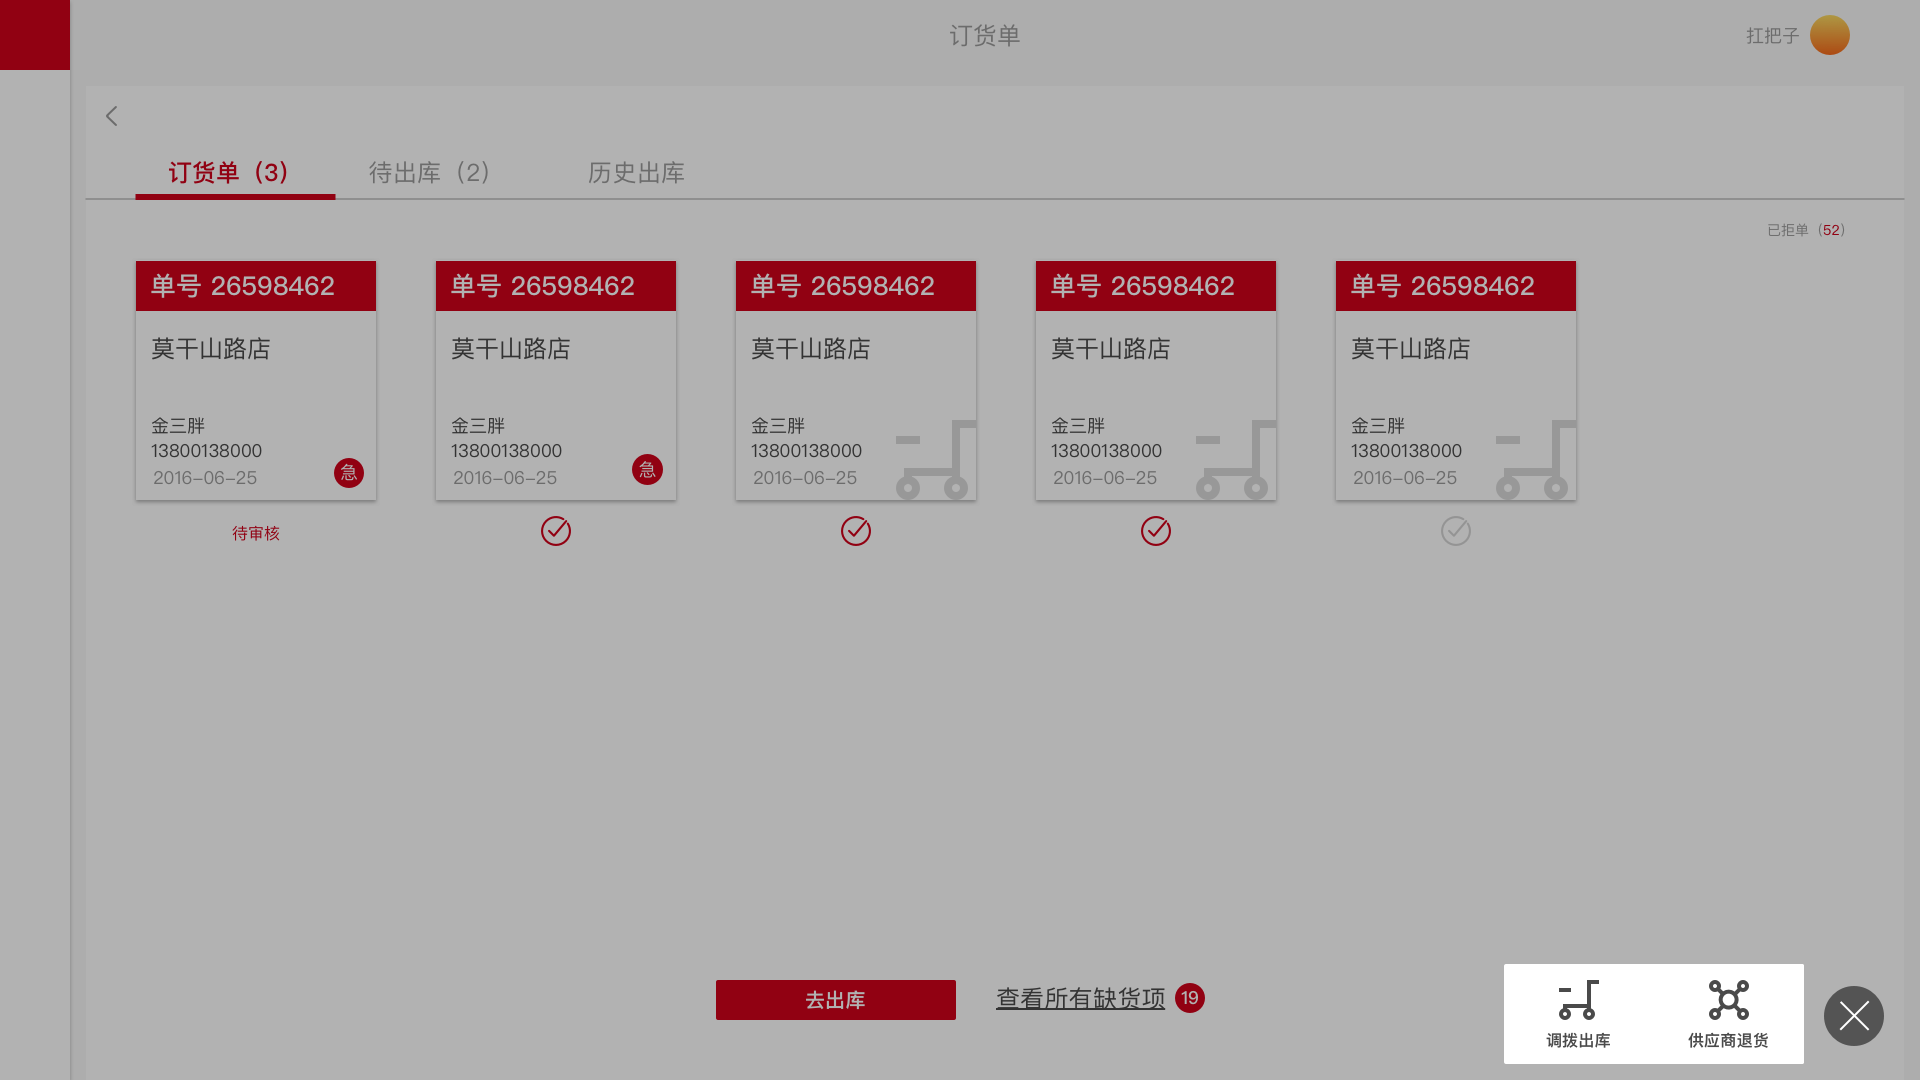 订货单
扛把子
订货单（3）
待出库（2）
历史出库
已拒单（52）
单号 26598462
莫干山路店
金三胖
13800138000
2016-06-25
急
待审核
单号 26598462
莫干山路店
金三胖
13800138000
2016-06-25
急
单号 26598462
莫干山路店
金三胖
13800138000
2016-06-25
单号 26598462
莫干山路店
金三胖
13800138000
2016-06-25
单号 26598462
莫干山路店
金三胖
13800138000
2016-06-25
去出库
查看所有缺货项 19
调拨出库
供应商退货